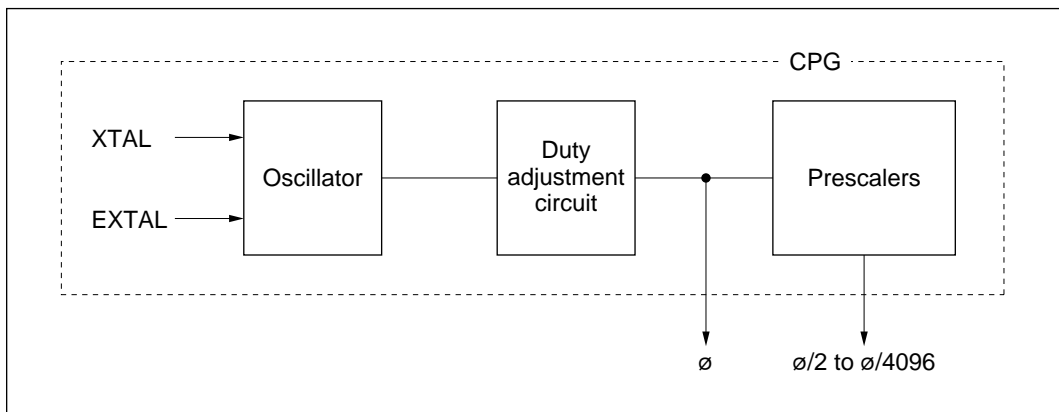 CPG
XTAL
EXTAL
Oscillator
Duty
adjustment
circuit
Prescalers
ø
ø/2 to ø/4096